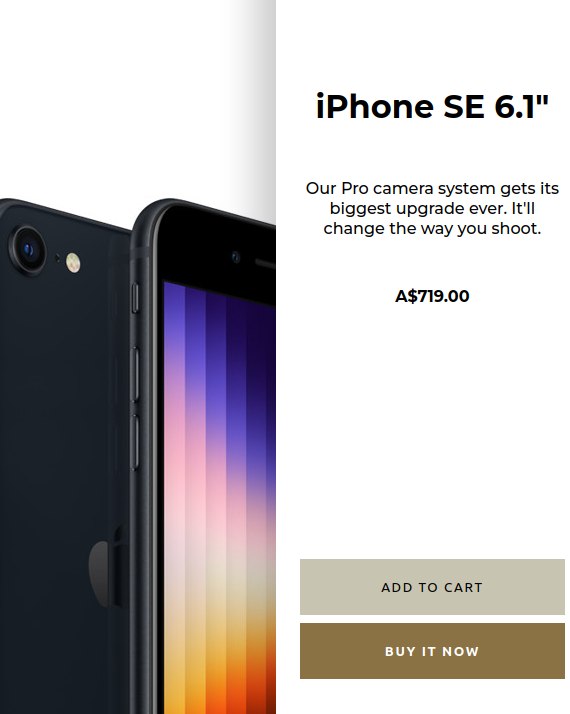 iPhone SE 6.1"
Our Pro camera system gets its
biggest upgrade ever. It'll
change the way you shoot.
A$719.00
ADD TO CART
BUY IT NOW